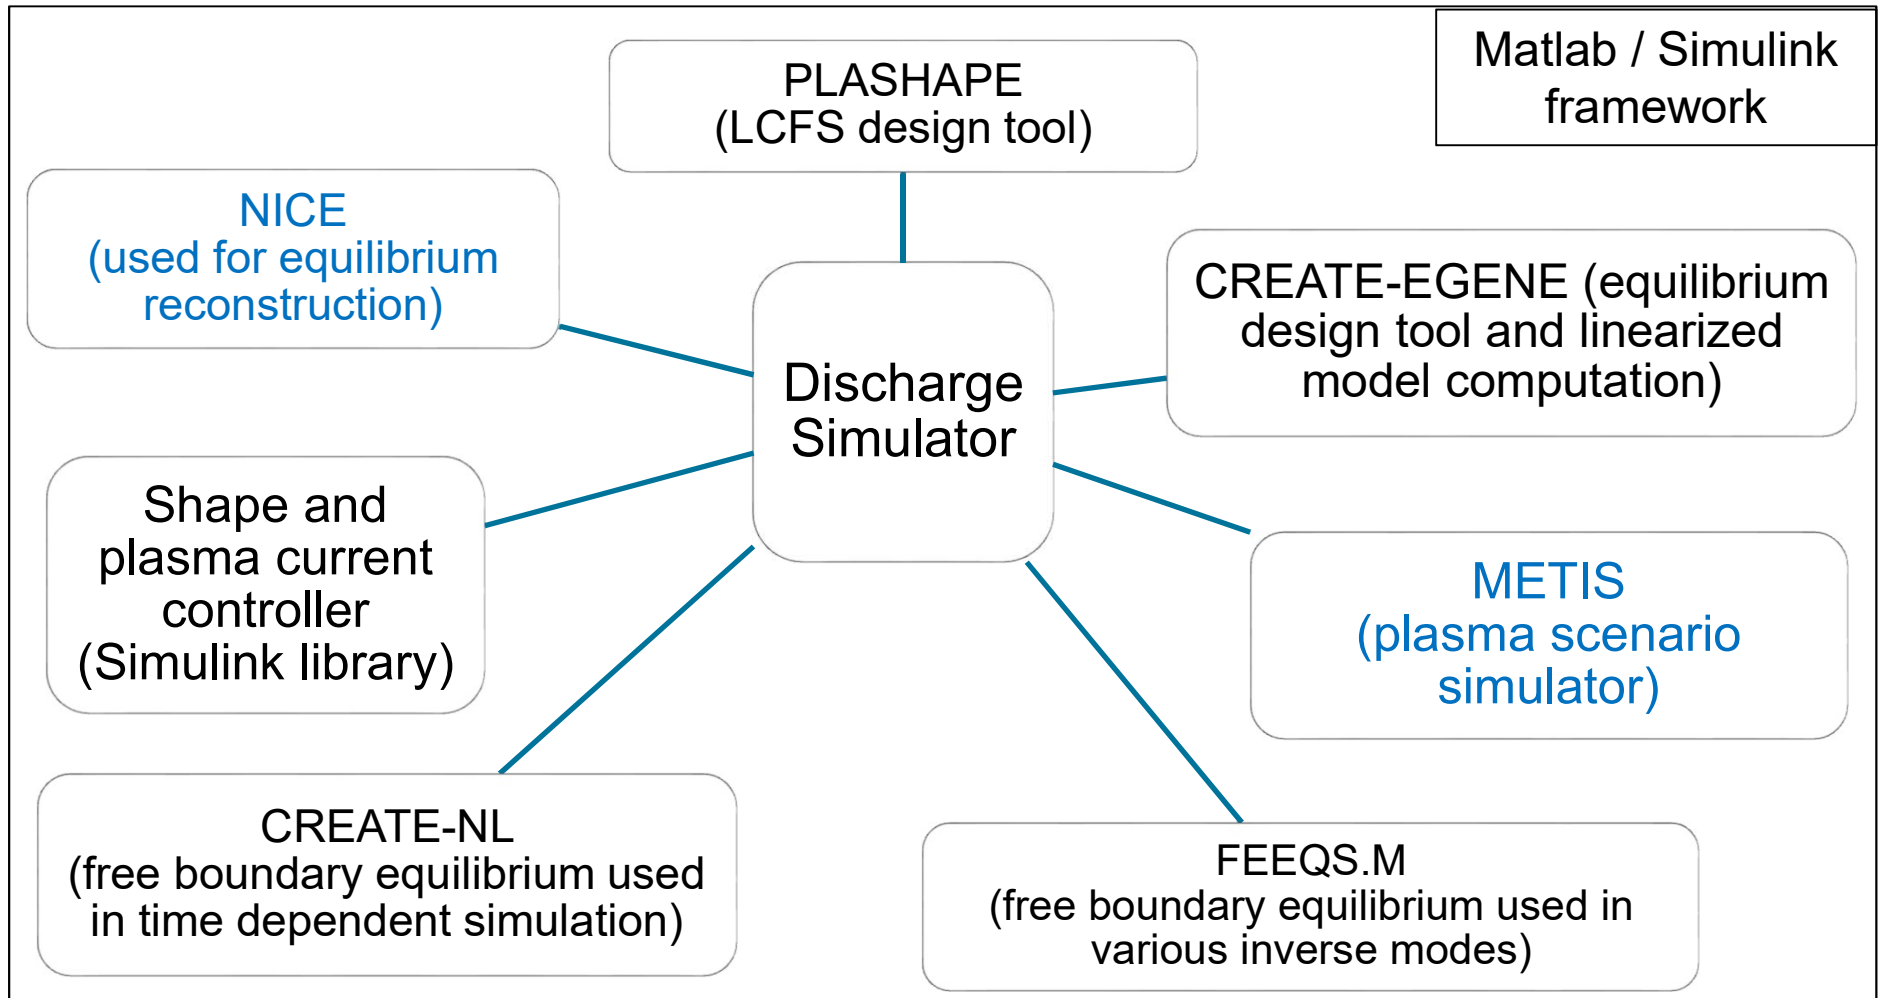 Matlab / Simulink
framework
PLASHAPE
(LCFS design tool)
NICE
(used for equilibrium
reconstruction)
CREATE-EGENE (equilibrium
design tool and linearized
model computation)
Discharge
Simulator
Shape and
plasma current
controller
(Simulink library)
METIS
(plasma scenario
simulator)
CREATE-NL
(free boundary equilibrium used
in time dependent simulation)
FEEQS.M
(free boundary equilibrium used in
various inverse modes)